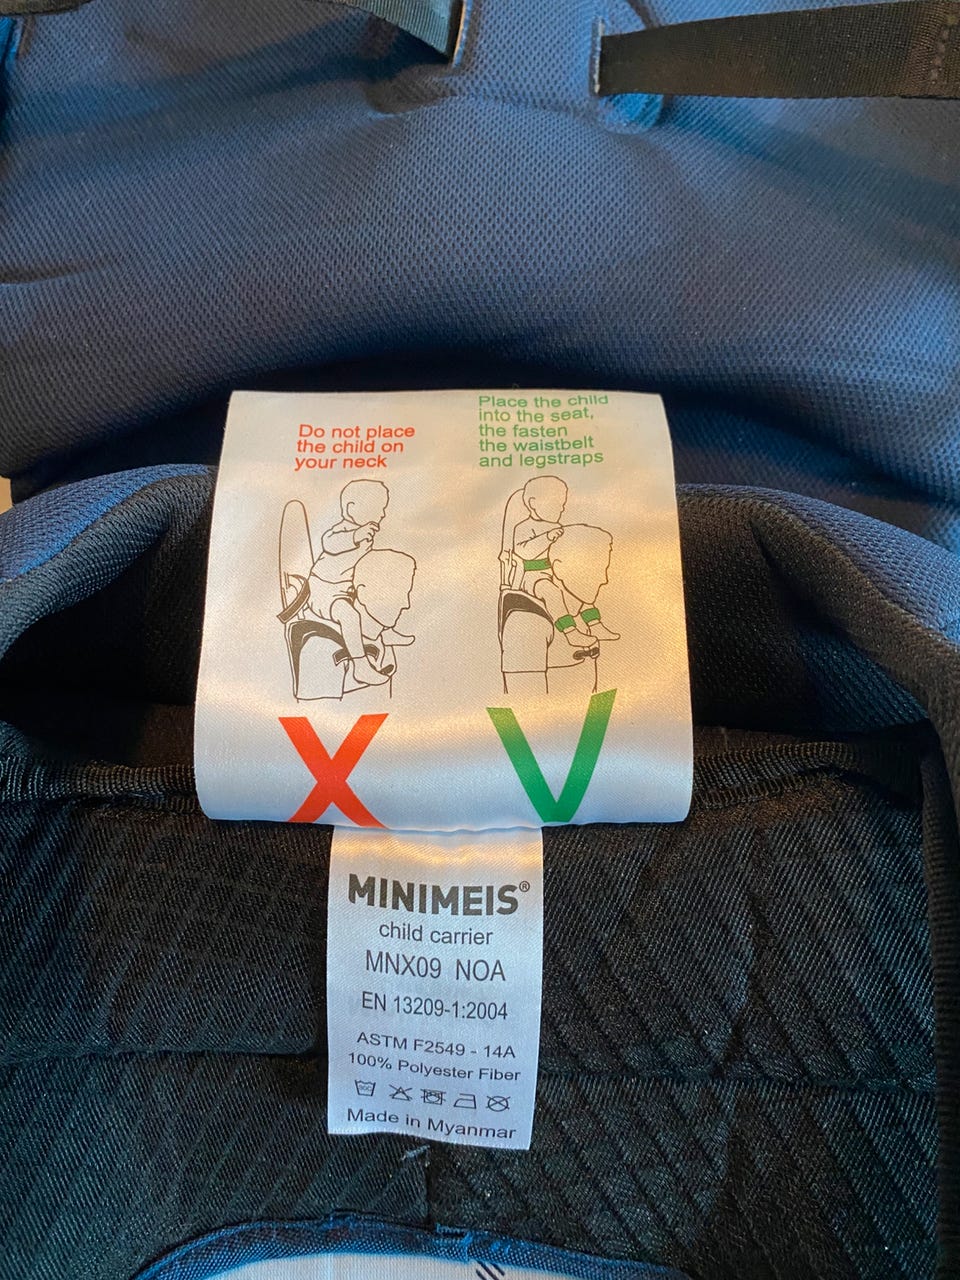 Do not place
the child on
your neck
Place the child
into the seat,
the fasten
the waistbelt
and legstraps
X
V
MINIMEIS®
child carrier
MNX09 NOA
EN 13209-1:2004
ASTM F2549 - 14A
100% Polyester Fiber
Made in Myanmar